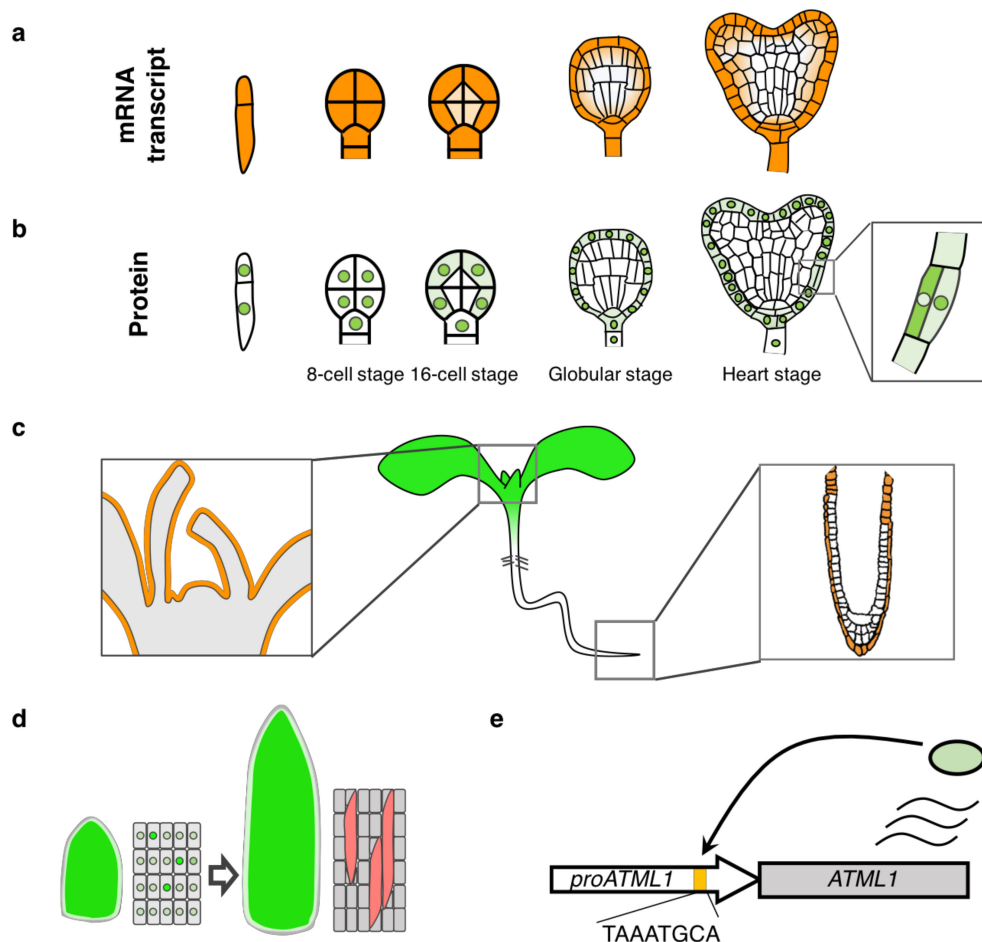 a
mRNA
transcript
b
Protein
8-cell stage 16-cell stage Globular stage Heart stage
c
d
e
proATML1 ATML1
TAAATGCA